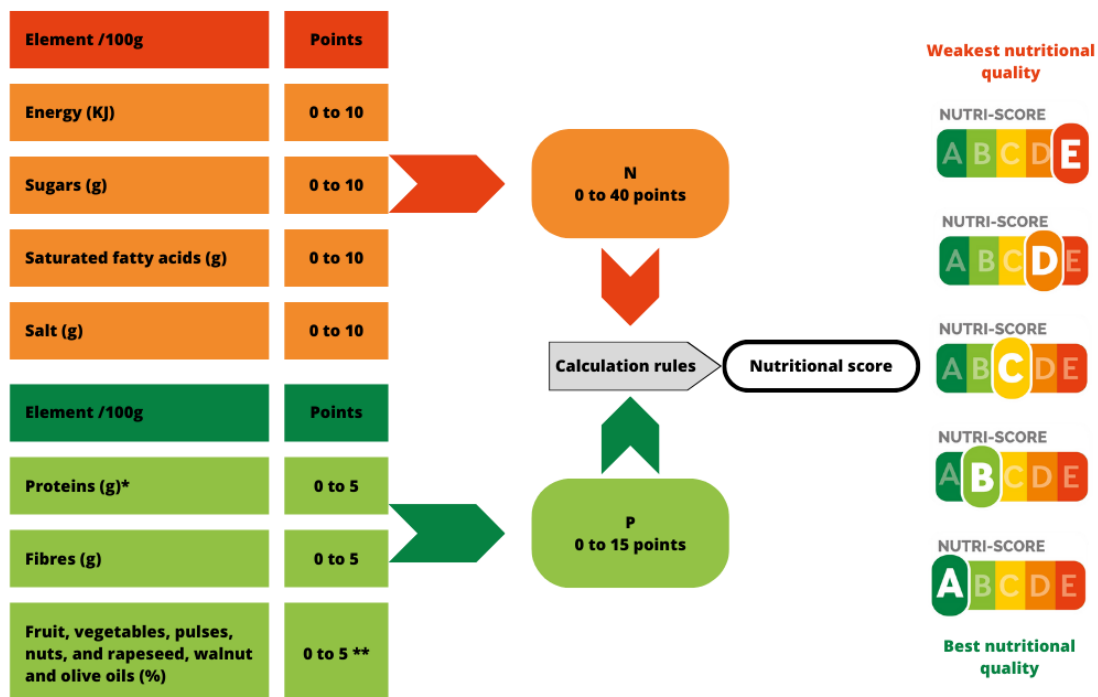 Element /100g
Points
Energy (KJ)
0 to 10
Sugars (g)
0 to 10
Saturated fatty acids (g)
0 to 10
Salt (g)
0 to 10
Element /100g
Points
Proteins (g)*
0 to 5
Fibres (g)
0 to 5
Fruit, vegetables, pulses,
nuts, and rapeseed, walnut
and olive oils (%)
0 to 5 **
N
0 to 40 points
Calculation rules
Nutritional score
P
0 to 15 points
Weakest nutritional
quality
NUTRI-SCORE
A B C D E
NUTRI-SCORE
A B C D E
NUTRI-SCORE
A B C D E
NUTRI-SCORE
A B C D E
NUTRI-SCORE
A B C D E
Best nutritional
quality